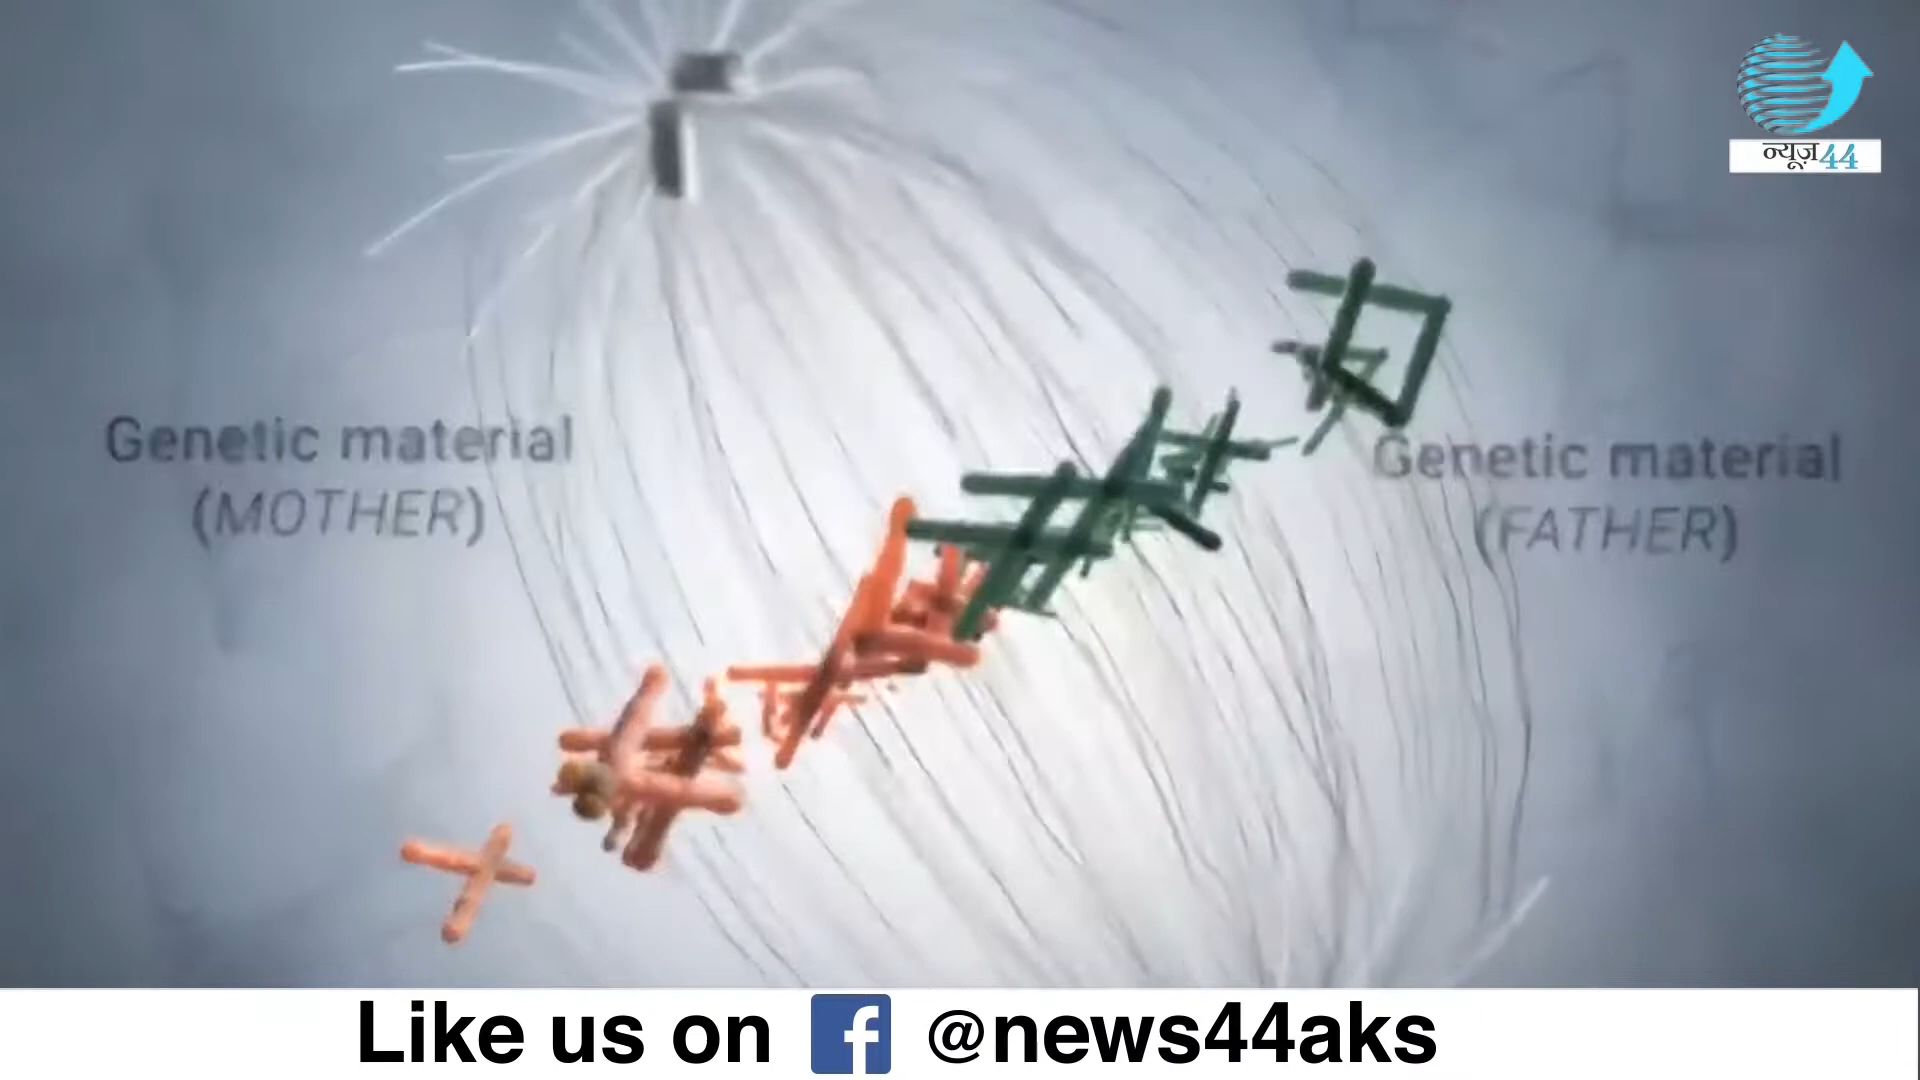 न्यूज़ 44
Genetic material
(MOTHER)
Genetic material
(FATHER)
Like us on f @news44aks